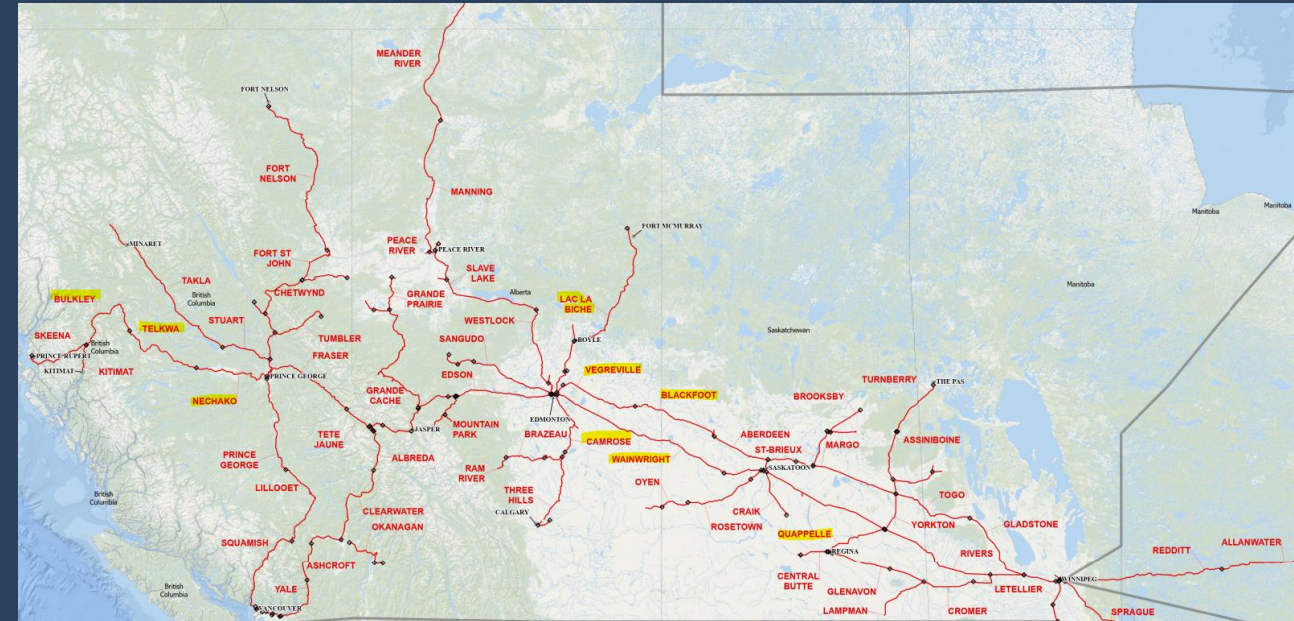 MEANDER
RIVER
FORT NELSON
FORT
NELSON
MANNING
Manitoba
Manitoba
FORT MCMURRAY
MINARET
PEACE
RIVER
PEACE RIVER
FORT ST
JOHN
SLAVE
LAKE
TAKLA
British
Columbia
CHETWYND
GRANDE
PRAIRIE
Alberta
LAC LA
BICHE
Manitoba
BULKLEY
STUART
WESTLOCK
TELKWA
Saskatchewan
SKEENA
British
Columbia
TUMBLER
SANGUDO
BOYLE
PRINCE RUPERT
KITIMAT
KITIMAT
FRASER
EDSON
VEGREVILLE
PRINCE GEORGE
TURNBERRY
THE PAS
NECHAKO
GRANDE
CACHE
BLACKFOOT
BROOKSBY
EDMONTON
JASPER
MOUNTAIN
PARK
BRAZEAU
CAMROSE
ABERDEEN
ASSINIBOINE
TETE
JAUNE
ST-BRIEUX
MARGO
ALBREDA
WAINWRIGHT
SASKATOON
PRINCE
GEORGE
RAM
RIVER
OYEN
LILLOOET
THREE
HILLS
TOGO
British
Columbia
CALGARY
CLEARWATER
OKANAGAN
CRAIK
ROSETOWN
YORKTON
GLADSTONE
SQUAMISH
QUAPPELLE
REGINA
RIVERS
REDDITT
ALLANWATER
ASHCROFT
YALE
British
Columbia
CENTRAL
BUTTE
GLENAVON
LETELLIER
WINNIPEG
VANCOUVER
LAMPMAN
CROMER
SPRAGUE